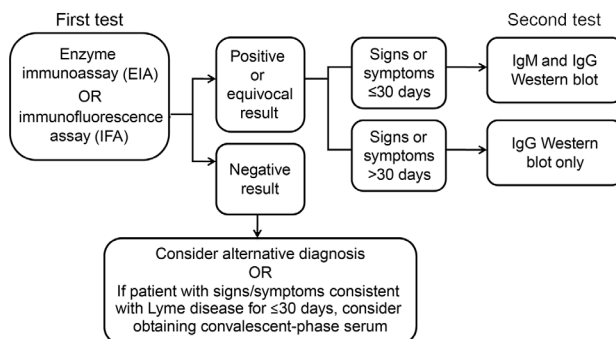 First test
Second test
Enzyme
immunoassay (EIA)
OR
immunofluorescence
assay (IFA)
Positive
or
equivocal
result
Signs or
symptoms
≤30 days
IgM and IgG
Western blot
Signs or
symptoms
>30 days
IgG Western
blot only
Negative
result
Consider alternative diagnosis
OR
If patient with signs/symptoms consistent
with Lyme disease for ≤30 days, consider
obtaining convalescent-phase serum